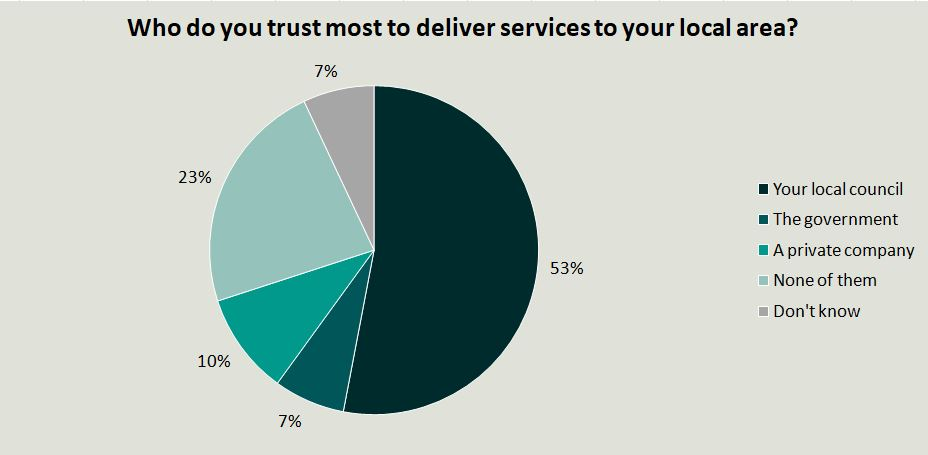 Who do you trust most to deliver services to your local area?
7%
23%
53%
10%
7%
Your local council
The government
A private company
None of them
Don't know